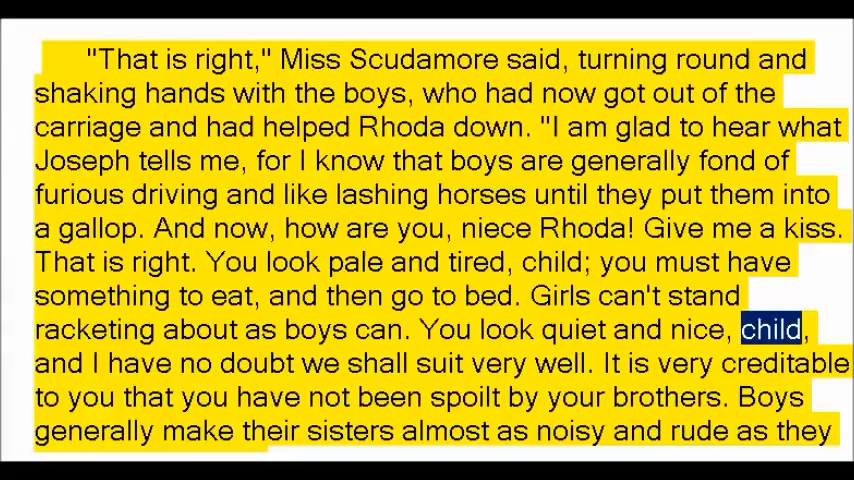 "That is right," Miss Scudamore said, turning round and
shaking hands with the boys, who had now got out of the
carriage and had helped Rhoda down. "I am glad to hear what
Joseph tells me, for I know that boys are generally fond of
furious driving and like lashing horses until they put them into
a gallop. And now, how are you, niece Rhoda! Give me a kiss.
That is right. You look pale and tired, child; you must have
something to eat, and then go to bed. Girls can't stand
racketing about as boys can. You look quiet and nice, child,
and I have no doubt we shall suit very well. It is very creditable
to you that you have not been spoilt by your brothers. Boys
generally make their sisters almost as noisy and rude as they